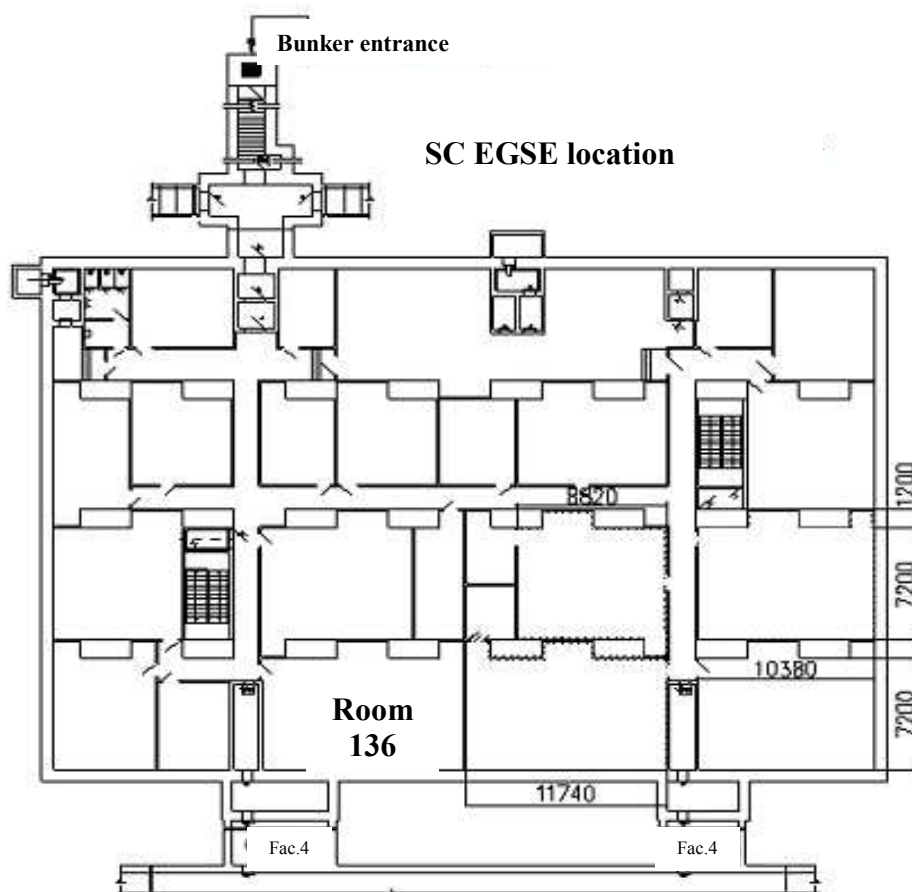 Bunker entrance
SC EGSE location
8820
1200
7200
10380
7200
Room
136
11740
Fac.4
Fac.4